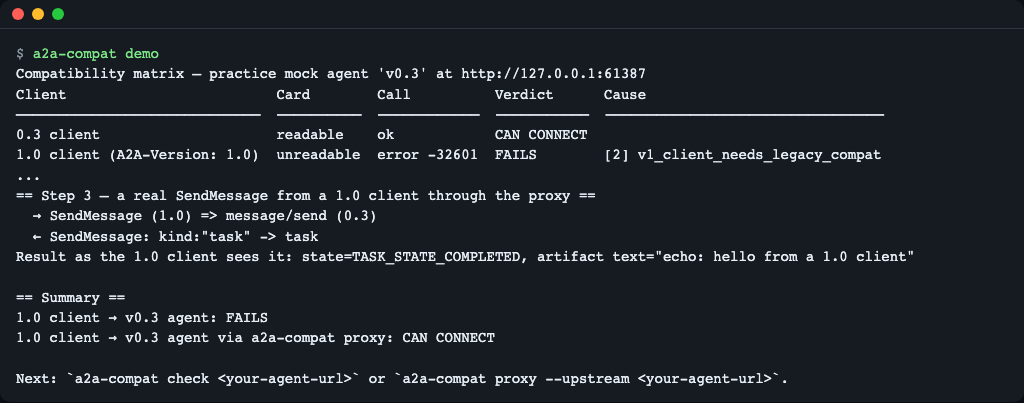 $ a2a-compat demo
Compatibility matrix — practice mock agent 'v0.3' at http://127.0.0.1:61387
Client Card Call Verdict Cause
0.3 client readable ok CAN CONNECT
1.0 client (A2A-Version: 1.0) unreadable error -32601 FAILS [2] v1_client_needs_legacy_compat
...
== Step 3 — a real SendMessage from a 1.0 client through the proxy ==
→ SendMessage (1.0) => message/send (0.3)
← SendMessage: kind:"task" -> task
Result as the 1.0 client sees it: state=TASK_STATE_COMPLETED, artifact text="echo: hello from a 1.0 client"
== Summary ==
1.0 client → v0.3 agent: FAILS
1.0 client → v0.3 agent via a2a-compat proxy: CAN CONNECT
Next: `a2a-compat check <your-agent-url>` or `a2a-compat proxy --upstream <your-agent-url>`.